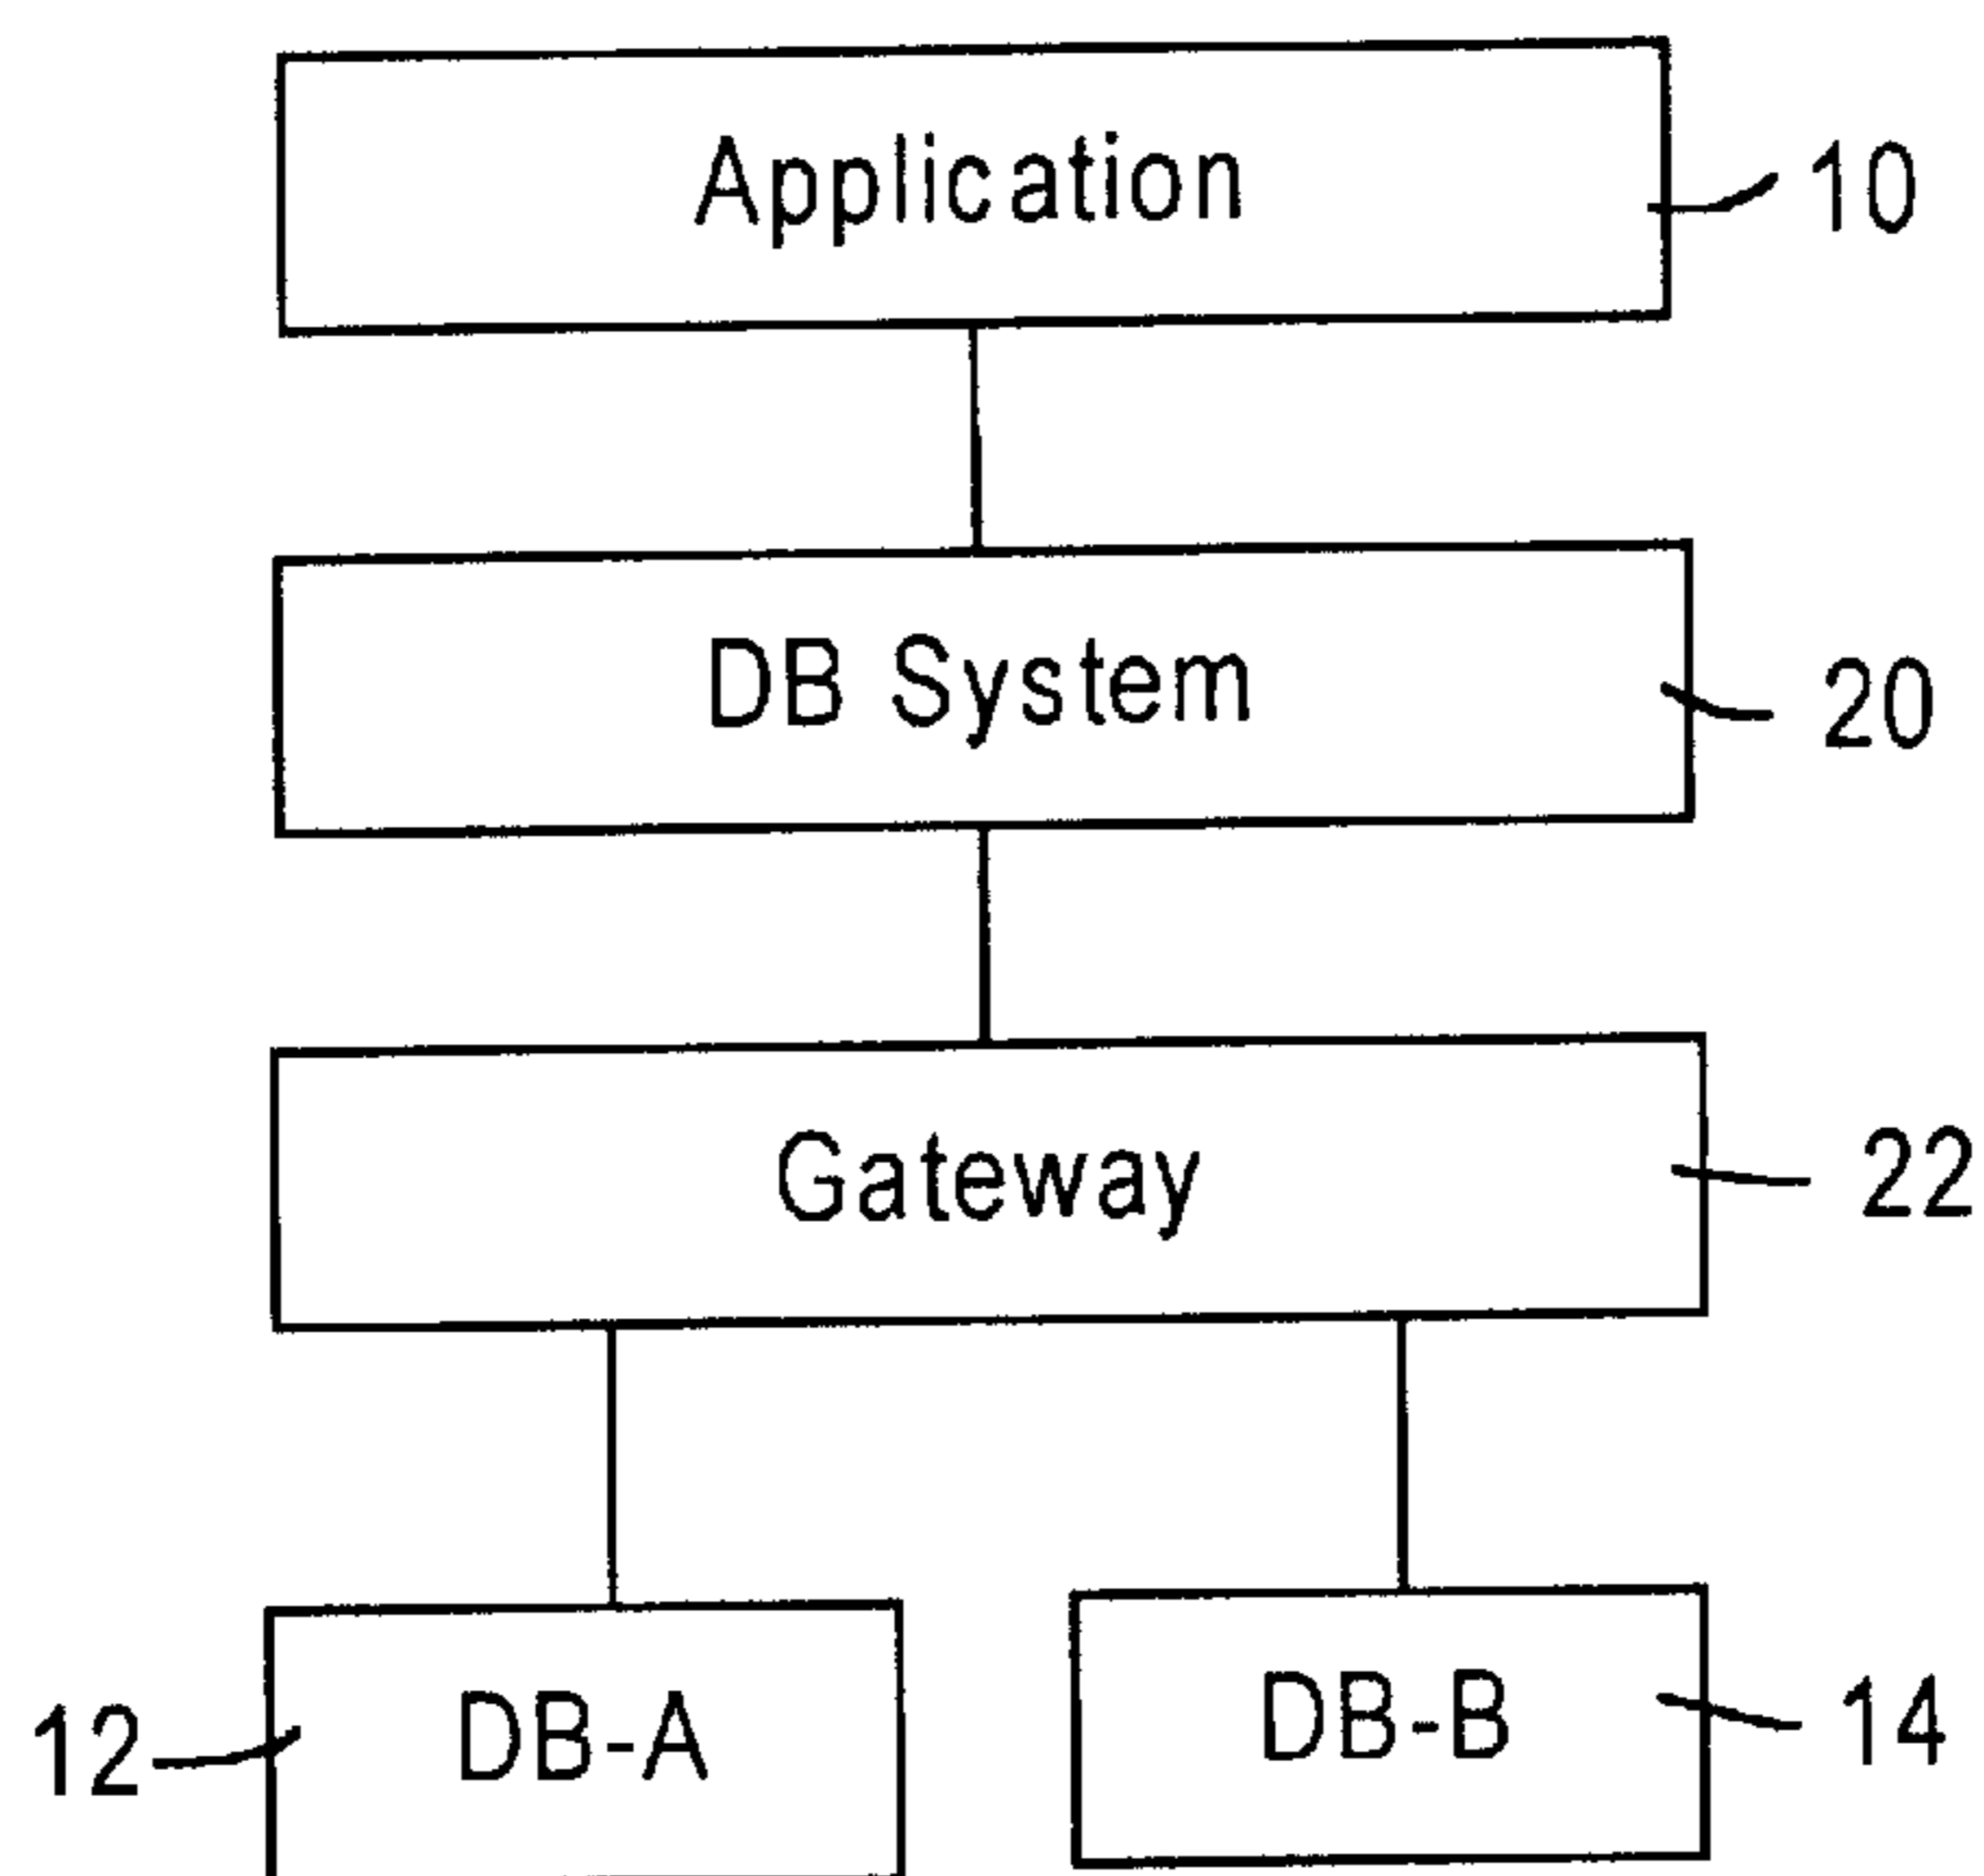 Application
10
DB System
20
Gateway
22
12
DB-A
DB-B
14